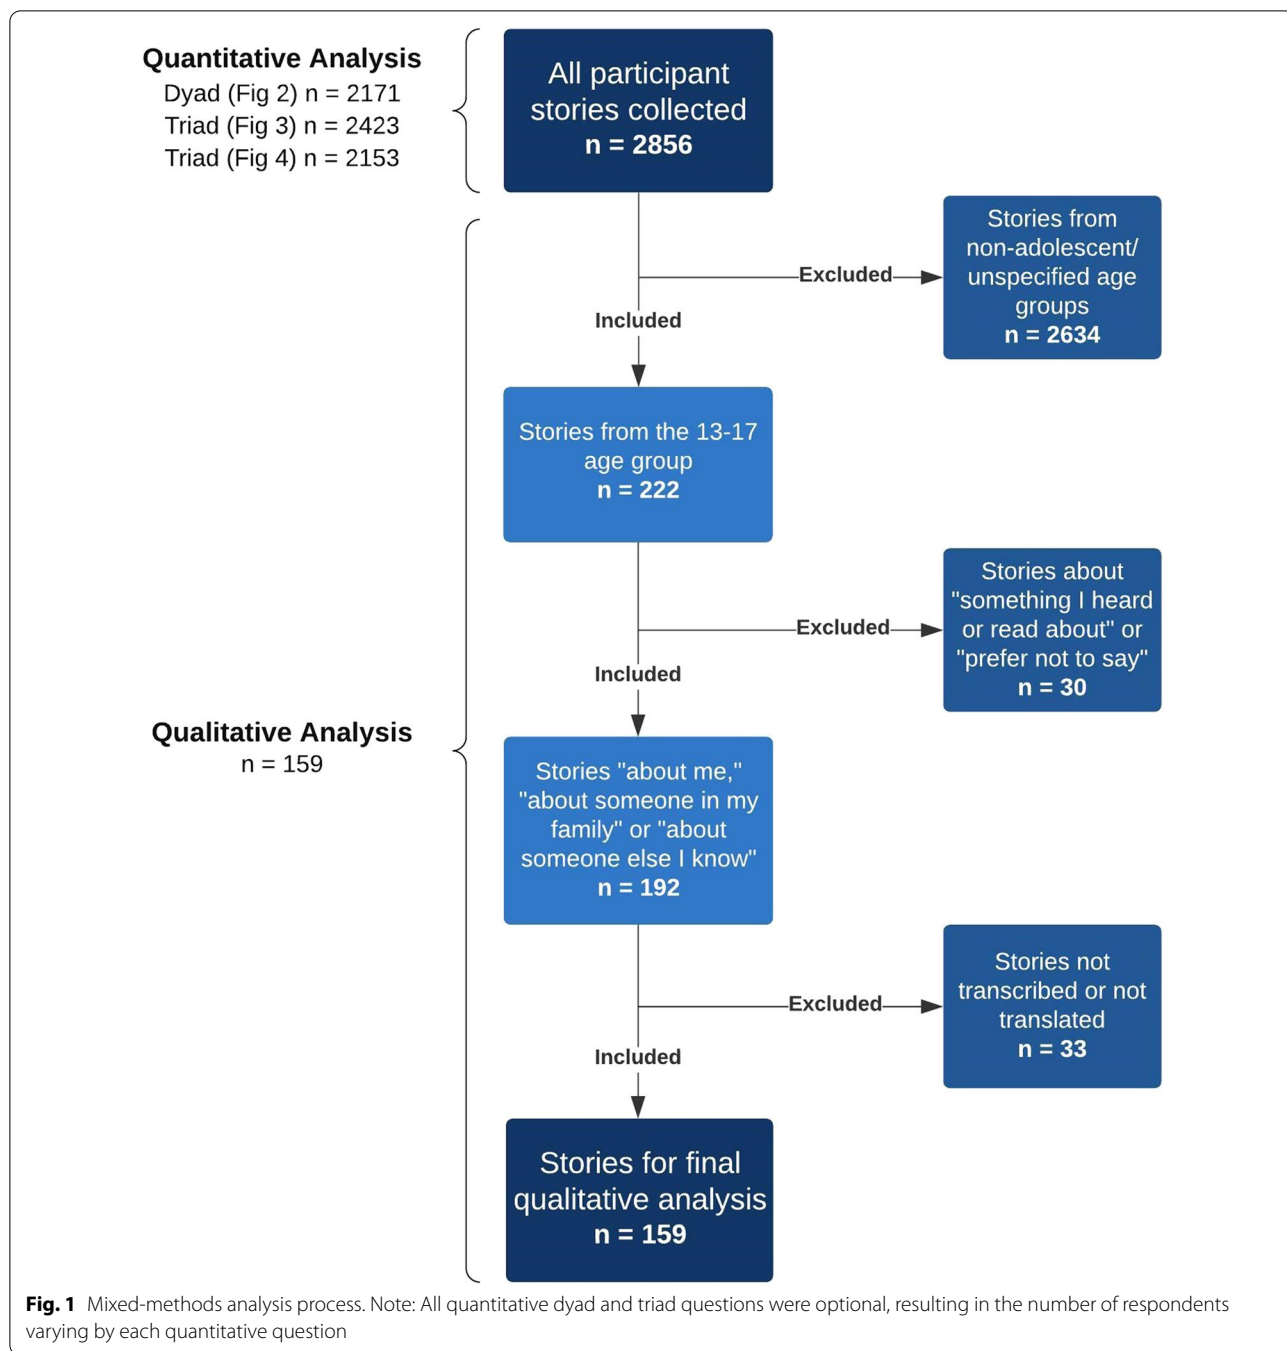 Quantitative Analysis
Dyad (Fig 2) n = 2171
Triad (Fig 3) n = 2423
Triad (Fig 4) n = 2153
All participant
stories collected
n = 2856
Stories from
non-adolescent/
unspecified age
groups
n = 2634
Excluded
Included
Stories from the 13-17
age group
n = 222
Stories about
"something I heard
or read about" or
"prefer not to say"
n = 30
Excluded
Included
Qualitative Analysis
n = 159
Stories "about me,"
"about someone in my
family" or "about
someone else I know"
n = 192
Stories not
transcribed or not
translated
n = 33
Excluded
Included
Stories for final
qualitative analysis
n = 159
Fig. 1 Mixed-methods analysis process. Note: All quantitative dyad and triad questions were optional, resulting in the number of respondents
varying by each quantitative question